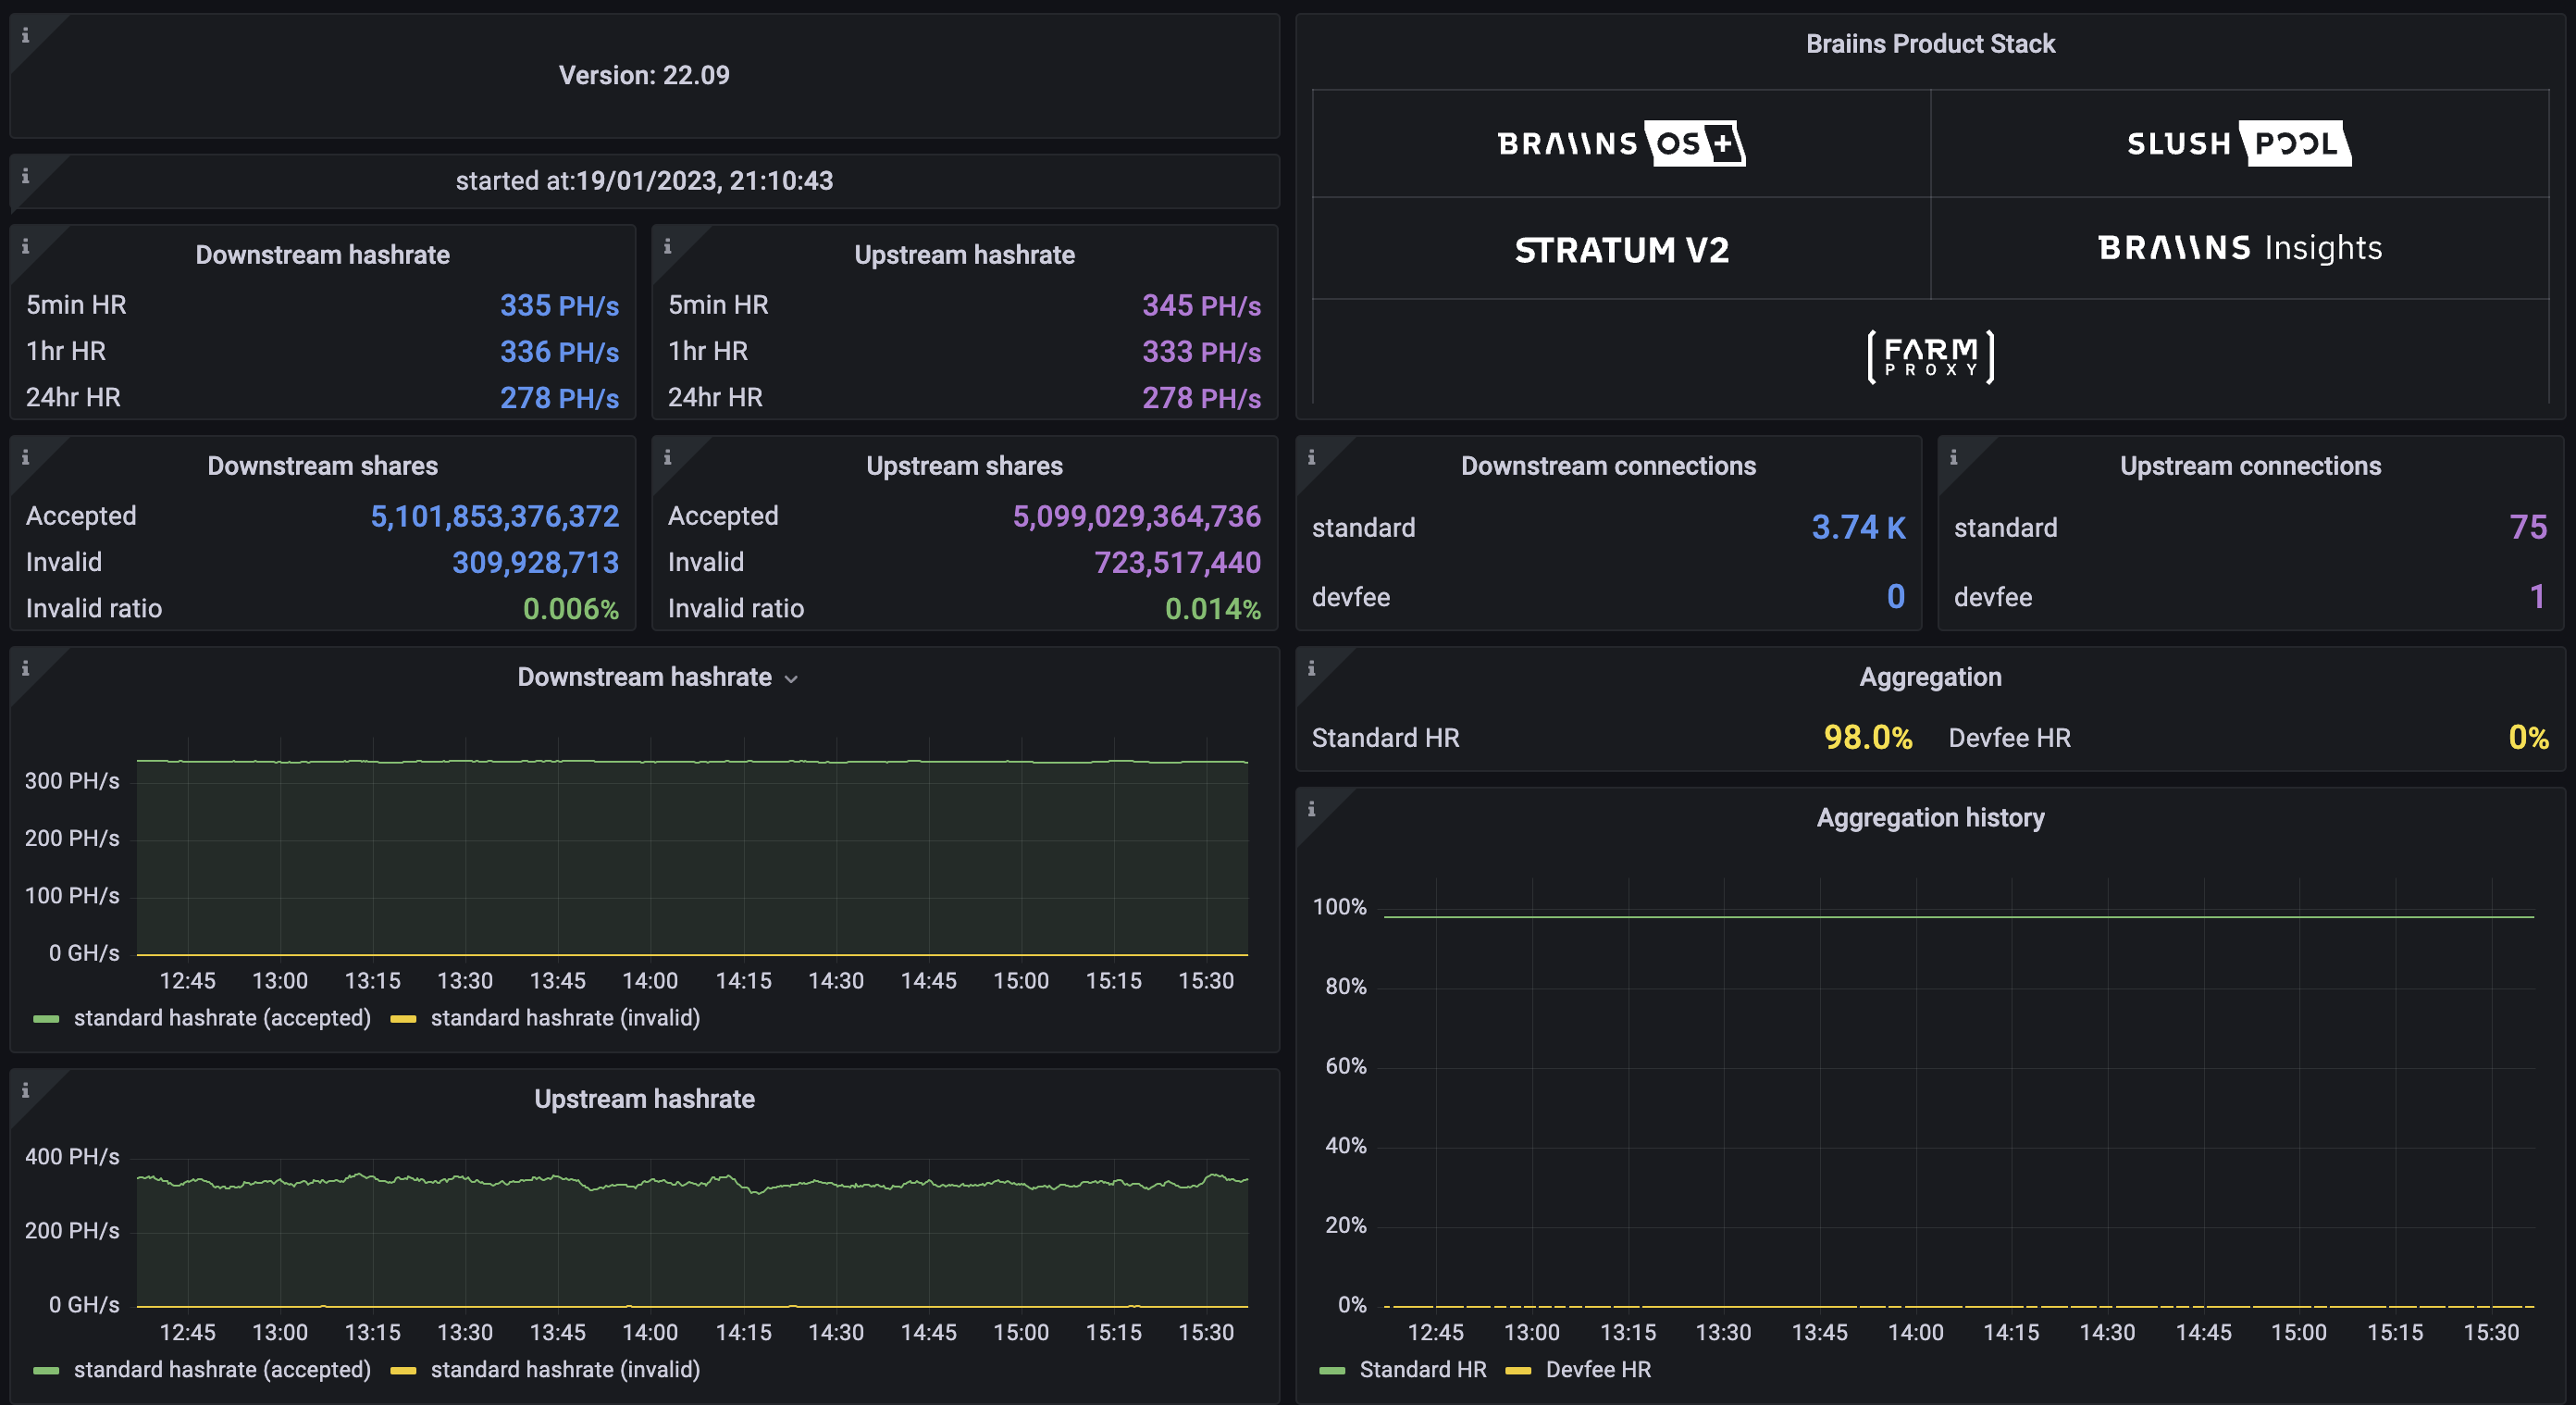 Version: 22.09
started at:19/01/2023, 21:10:43
Downstream hashrate
5min HR 335 PH/s
1hr HR 336 PH/s
24hr HR 278 PH/s
Upstream hashrate
5min HR 345 PH/s
1hr HR 333 PH/s
24hr HR 278 PH/s
Braiins Product Stack
BRAIINS OS+
SLUSH POOL
STRATUM V2
BRAIINS Insights
FARM
PROXY
Downstream shares
Accepted 5,101,853,376,372
Invalid 309,928,713
Invalid ratio 0.006%
Upstream shares
Accepted 5,099,029,364,736
Invalid 723,517,440
Invalid ratio 0.014%
Downstream connections
standard 3.74 K
devfee 0
Upstream connections
standard 75
devfee 1
Downstream hashrate
300 PH/s
200 PH/s
100 PH/s
0 GH/s
12:45 13:00 13:15 13:30 13:45 14:00 14:15 14:30 14:45 15:00 15:15 15:30
standard hashrate (accepted) standard hashrate (invalid)
Aggregation
Standard HR 98.0% Devfee HR 0%
Upstream hashrate
400 PH/s
200 PH/s
0 GH/s
12:45 13:00 13:15 13:30 13:45 14:00 14:15 14:30 14:45 15:00 15:15 15:30
standard hashrate (accepted) standard hashrate (invalid)
Aggregation history
100%
80%
60%
40%
20%
0%
12:45 13:00 13:15 13:30 13:45 14:00 14:15 14:30 14:45 15:00 15:15 15:30
Standard HR Devfee HR